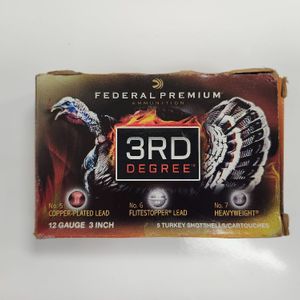 FEDERAL PREMIUM
AMMUNITION
3RD
DEGREE™
No. 5 No. 6 No. 7
COPPER-PLATED LEAD FLITESTOPPER® LEAD HEAVYWEIGHT®
12 GAUGE 3 INCH 5 TURKEY SHOTSHELLS/CARTOUCHES